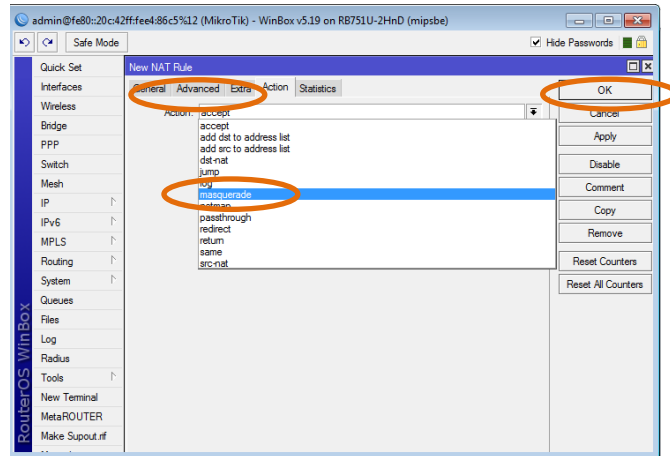 admin@fe80::20c:42ff:fee4:86c5%12 (MikroTik) - WinBox v5.19 on RB751U-2HnD (mipsbe)
Safe Mode
Hide Passwords
Quick Set
Interfaces
Wireless
Bridge
PPP
Switch
Mesh
IP
IPv6
MPLS
Routing
System
Queues
Files
Log
Radius
Tools
New Terminal
MetaROUTER
Make Supout.rif
RouterOS WinBox
New NAT Rule
General Advanced Extra Action Statistics
Action: accept
accept
add dst to address list
add src to address list
dst-nat
jump
log
masquerade
netmap
passthrough
redirect
return
same
src-nat
OK
Cancel
Apply
Disable
Comment
Copy
Remove
Reset Counters
Reset All Counters